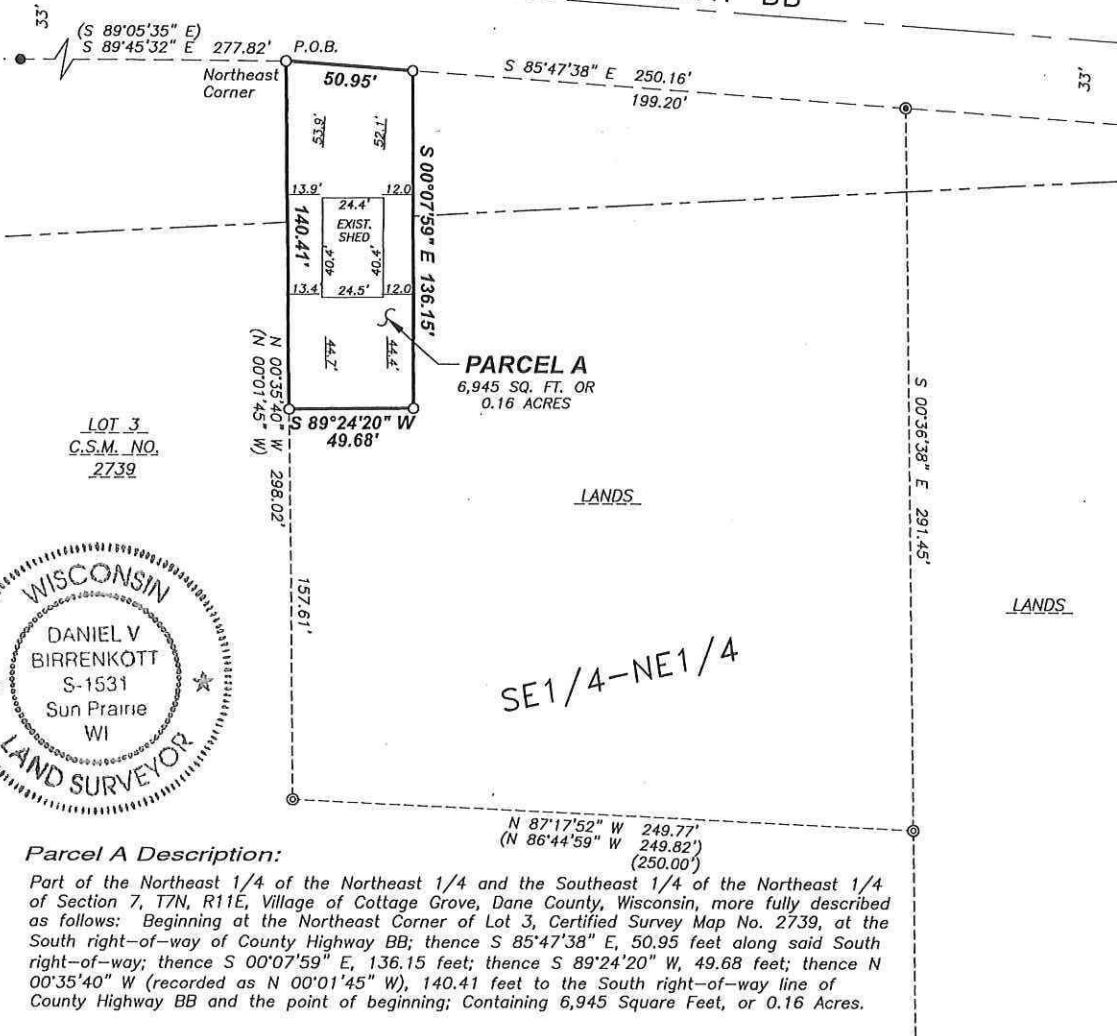 BB
33'
(S 89°05'35" E)
S 89°45'32" E 277.82'
P.O.B.
Northeast
Corner
50.95'
S 85°47'38" E 250.16'
199.20'
33'
53.9'
52.1'
13.9'
12.0
24.4'
EXIST.
SHED
40.4'
40.4'
13.4'
24.5'
12.0
140.41'
S 00°07'59" E 136.15'
44.7'
44.4'
PARCEL A
6,945 SQ. FT. OR
0.16 ACRES
S 89°24'20" W
49.68'
N 00°35'40" W 298.02'
(N 00°01'45" W)
157.61'
LOT 3
C.S.M. NO.
2739
LANDS
S 00°36'38" E 291.45'
LANDS
SE1/4-NE1/4
WISCONSIN
DANIEL V
BIRRENKOTT
S-1531
Sun Prairie
WI
LAND SURVEYOR
N 87°17'52" W 249.77'
(N 86°44'59" W 249.82')
(250.00')
Parcel A Description:
Part of the Northeast 1/4 of the Northeast 1/4 and the Southeast 1/4 of the Northeast 1/4
of Section 7, T7N, R11E, Village of Cottage Grove, Dane County, Wisconsin, more fully described
as follows: Beginning at the Northeast Corner of Lot 3, Certified Survey Map No. 2739, at the
South right-of-way of County Highway BB; thence S 85°47'38" E, 50.95 feet along said South
right-of-way; thence S 00°07'59" E, 136.15 feet; thence S 89°24'20" W, 49.68 feet; thence N
00°35'40" W (recorded as N 00°01'45" W), 140.41 feet to the South right-of-way line of
County Highway BB and the point of beginning; Containing 6,945 Square Feet, or 0.16 Acres.